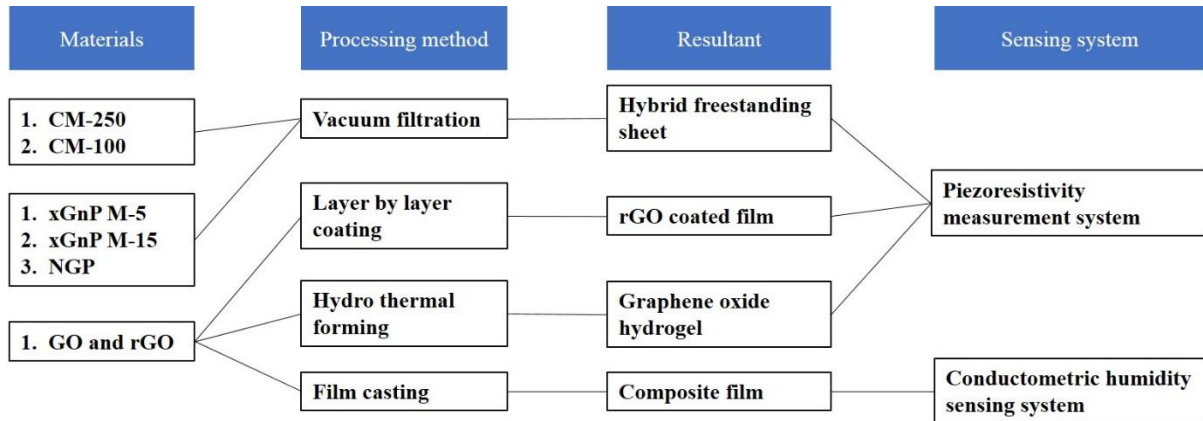 Materials
Processing method
Resultant
Sensing system
1. CM-250
2. CM-100
1. xGnP M-5
2. xGnP M-15
3. NGP
1. GO and rGO
Vacuum filtration
Layer by layer
coating
Hydro thermal
forming
Film casting
Hybrid freestanding
sheet
rGO coated film
Graphene oxide
hydrogel
Composite film
Piezoresistivity
measurement system
Conductometric humidity
sensing system